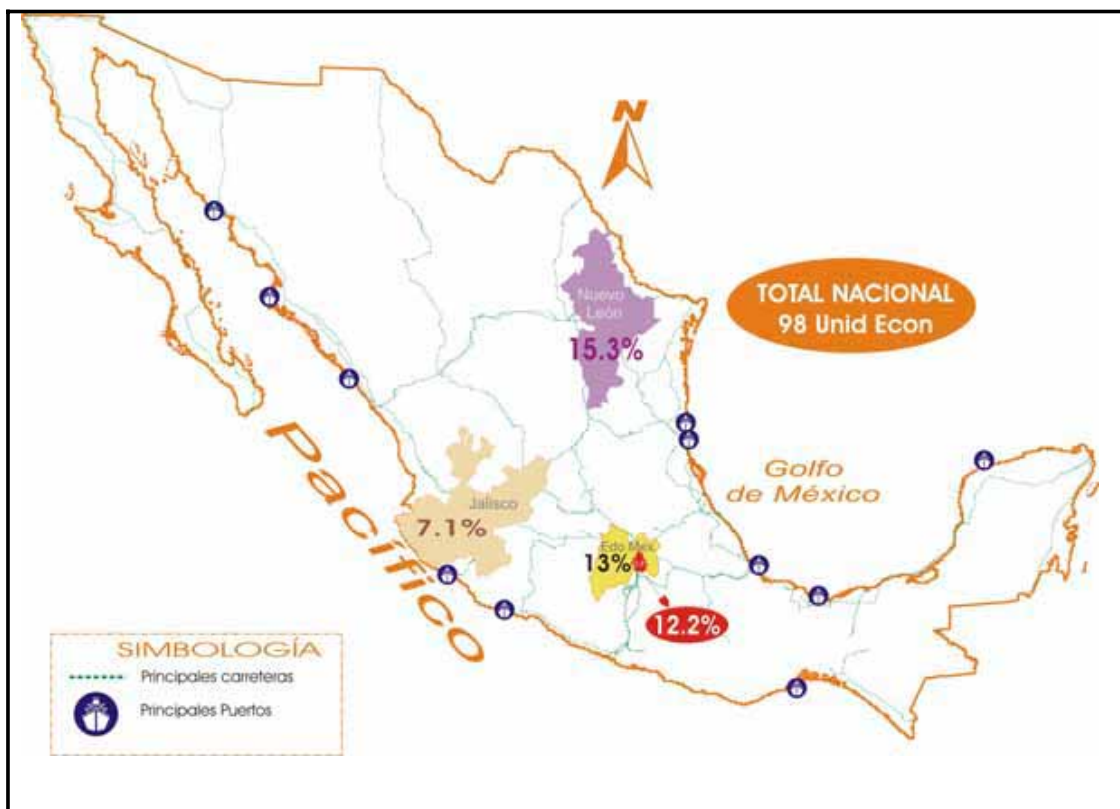 N
Nuevo
León
15.3%
TOTAL NACIONAL
98 Unid Econ
Pacífico
Golfo
de México
Jalisco
7.1%
Edo Mex
13%
12.2%
SIMBOLOGÍA
Principales carreteras
Principales Puertos